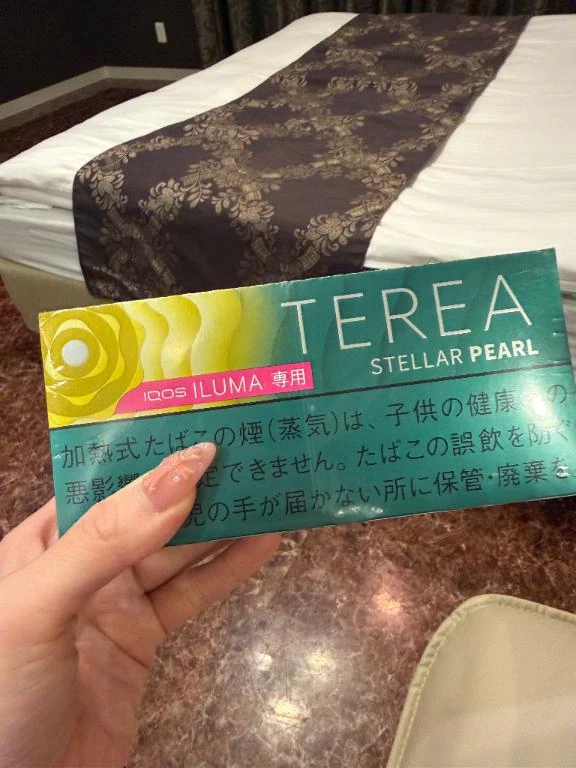 TEREA
STELLAR PEARL
IQOS ILUMA 専用
加熱式たばこの煙(蒸気)は、子供の健康への
悪影響 定できません。たばこの誤飲を防ぐ
児の手が届かない所に保管・廃棄を